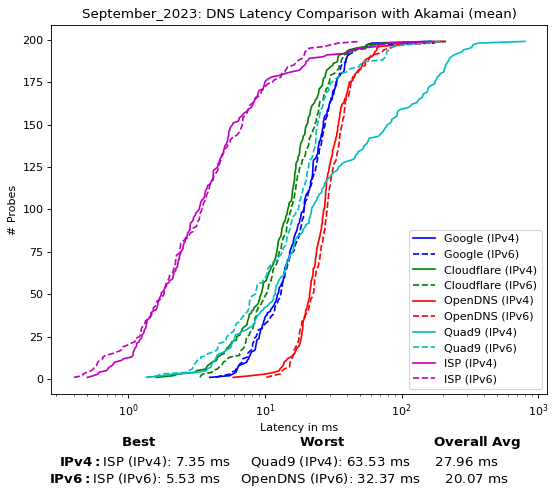 September_2023: DNS Latency Comparison with Akamai (mean)
200
175
150
125
100
75
50
25
0
# Probes
Google (IPv4)
Google (IPv6)
Cloudflare (IPv4)
Cloudflare (IPv6)
OpenDNS (IPv4)
OpenDNS (IPv6)
Quad9 (IPv4)
Quad9 (IPv6)
ISP (IPv4)
ISP (IPv6)
10⁰ 10¹ 10² 10³
Latency in ms
Best Worst Overall Avg
IPv4: ISP (IPv4): 7.35 ms Quad9 (IPv4): 63.53 ms 27.96 ms
IPv6: ISP (IPv6): 5.53 ms OpenDNS (IPv6): 32.37 ms 20.07 ms